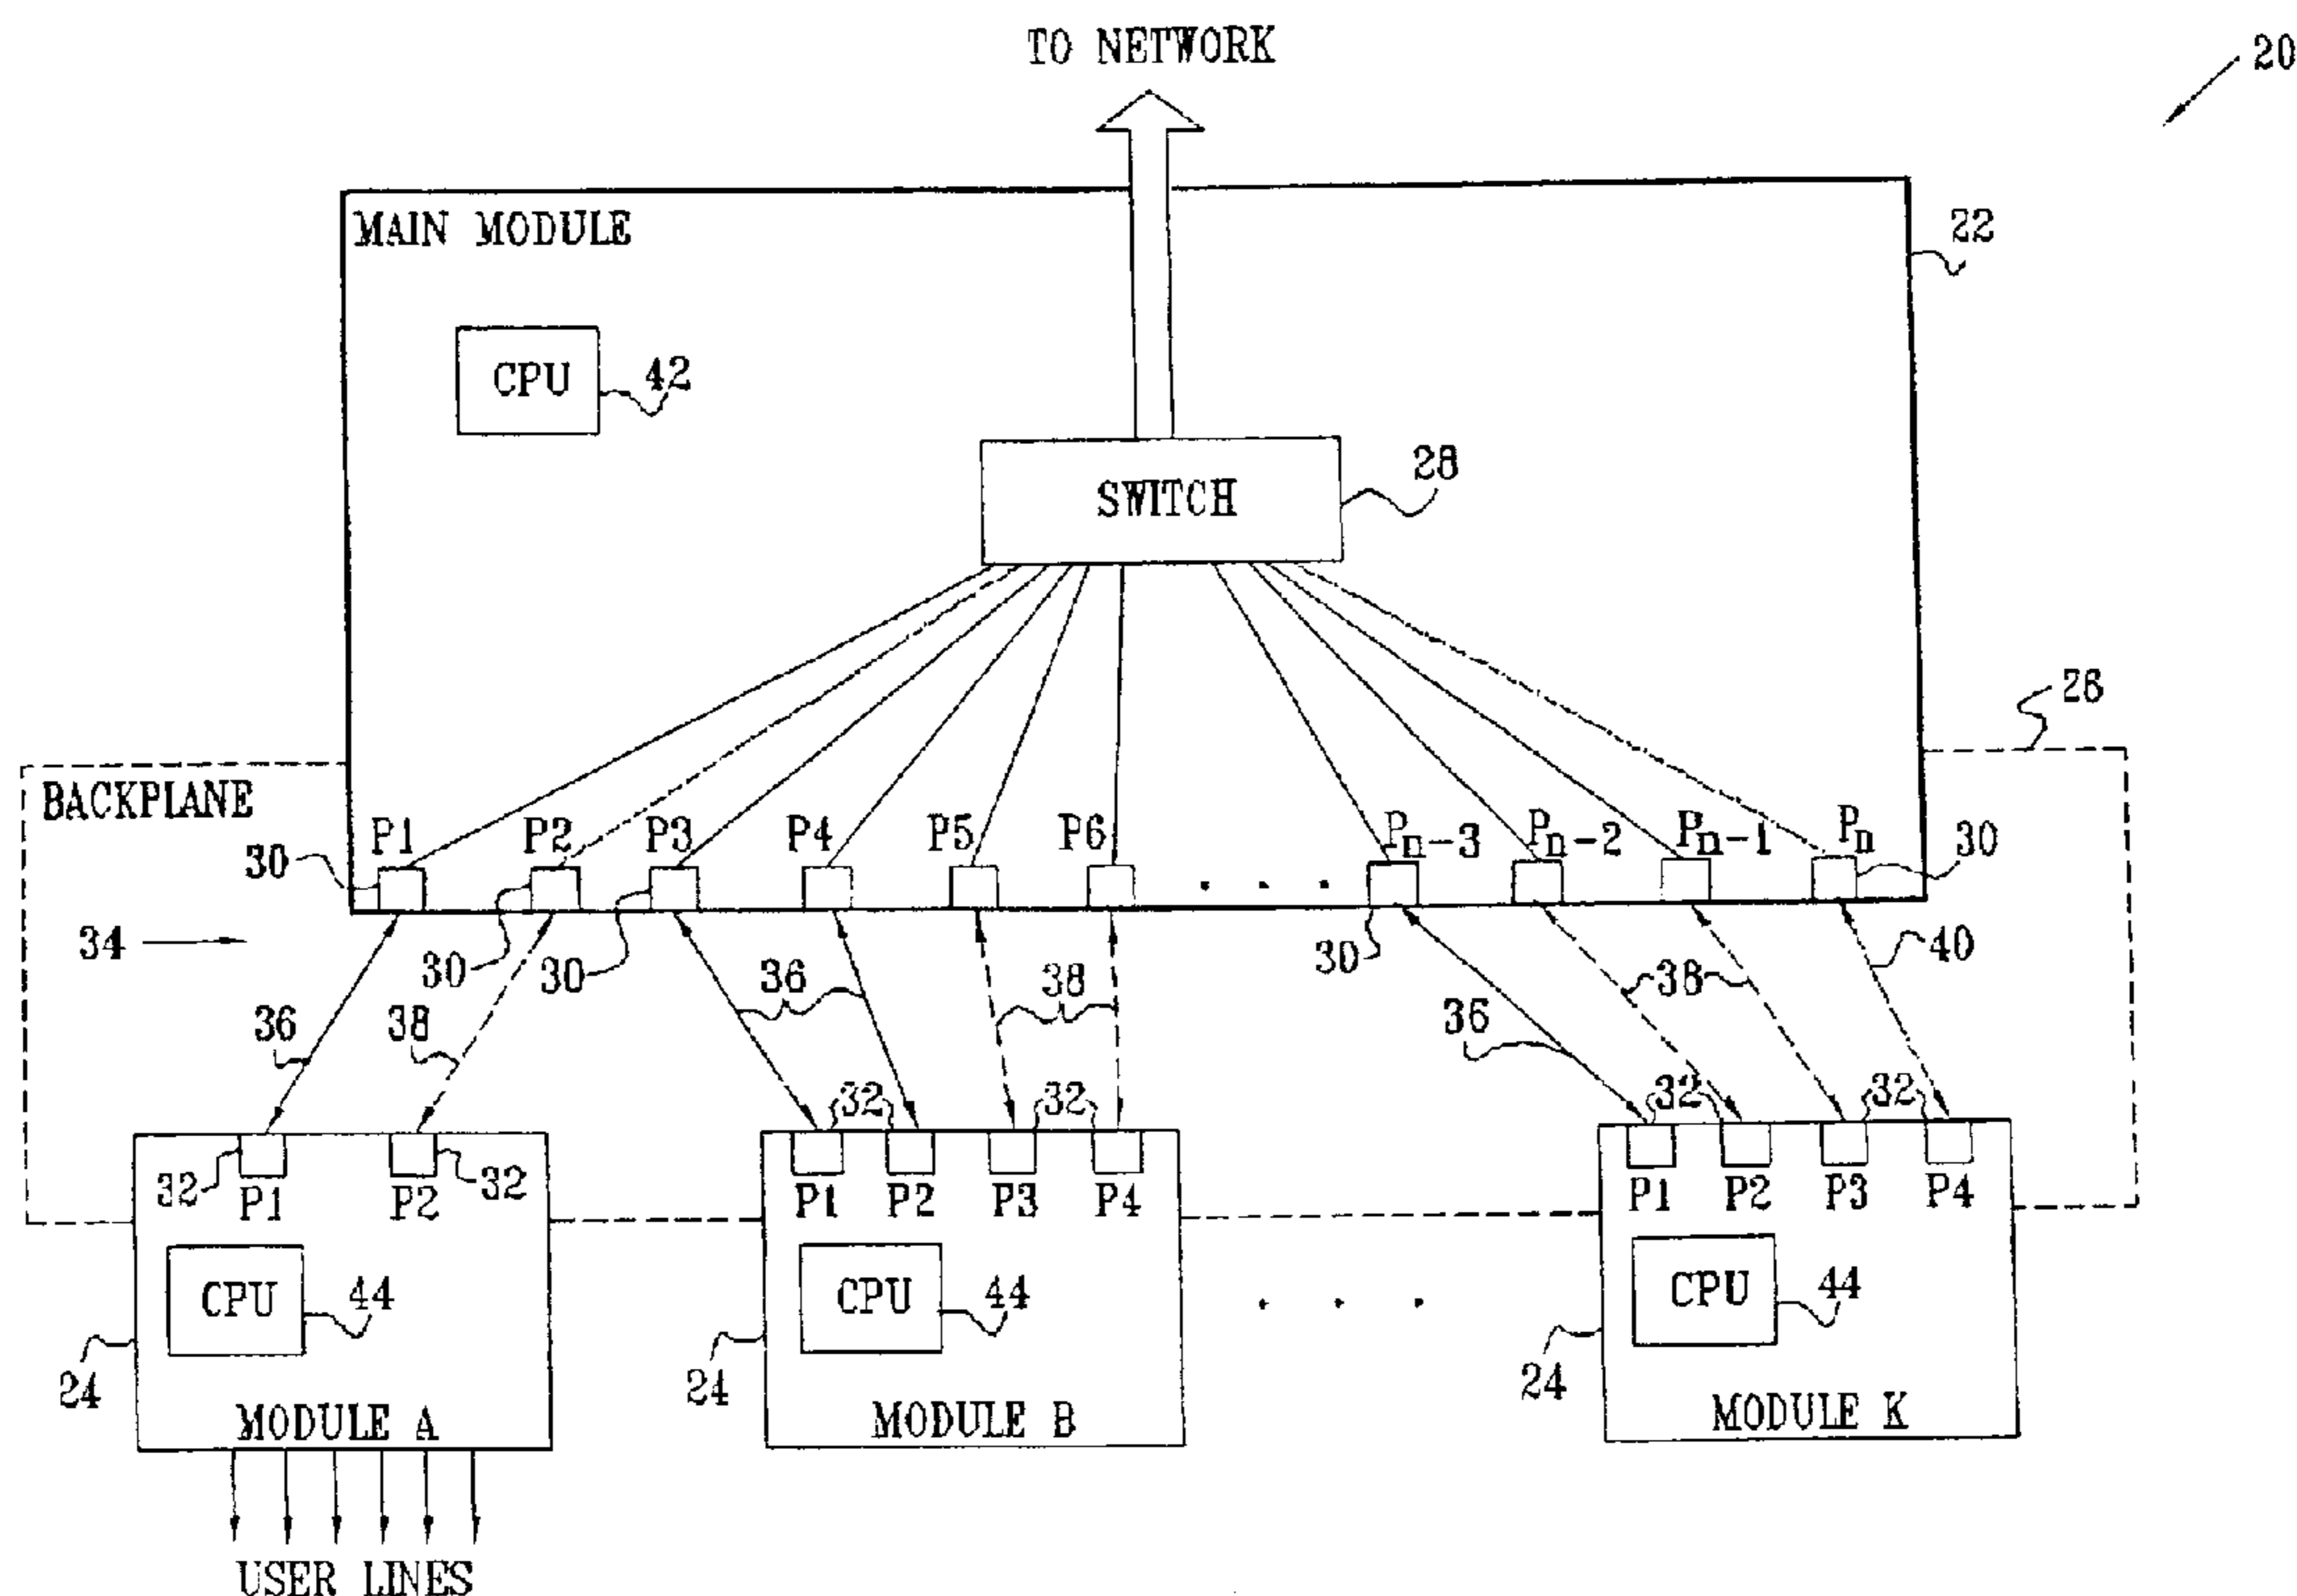 TO NETWORK
20
MAIN MODULE
22
CPU
42
SWITCH
28
26
BACKPLANE
P1
P2
P3
P4
P5
P6
Pn-3
Pn-2
Pn-1
Pn
30
30
34
30
30
30
40
36
38
36
38
36
38
32
32
32
32
32
32
P1
P2
P1
P2
P3
P4
P1
P2
P3
P4
CPU
44
CPU
44
CPU
44
24
24
24
MODULE A
MODULE B
MODULE K
USER LINES